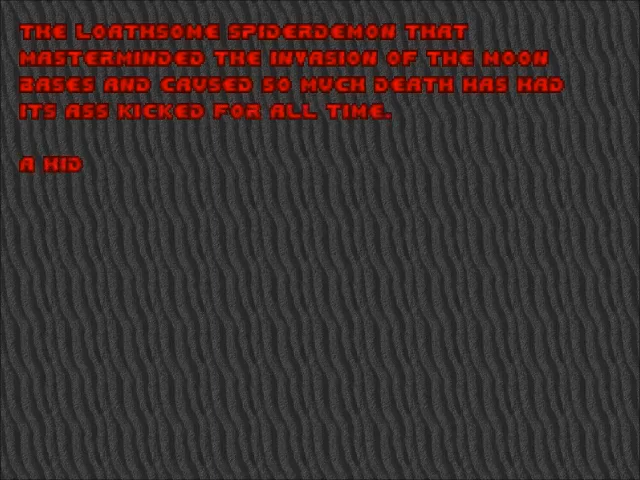 THE LOATHSOME SPIDERDEMON THAT
MASTERMINDED THE INVASION OF THE MOON
BASES AND CAUSED SO MUCH DEATH HAS HAD
ITS ASS KICKED FOR ALL TIME.
A HID